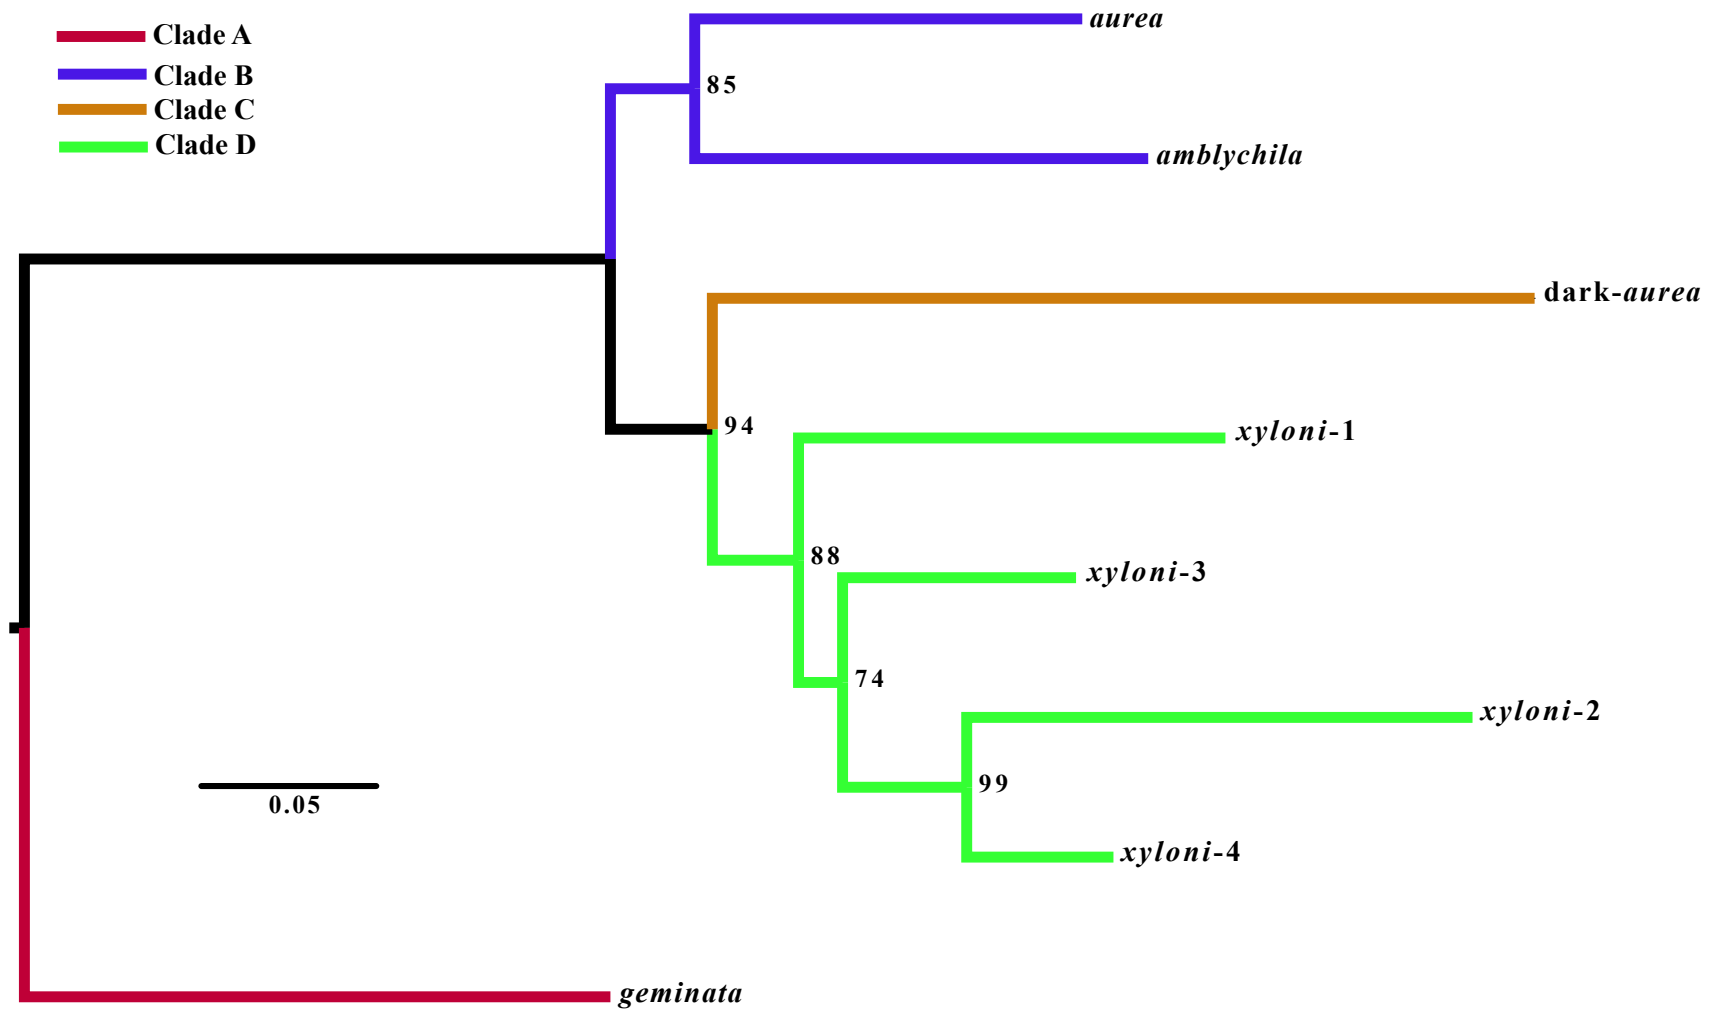 Clade A
Clade B
Clade C
Clade D
aurea
85
amblychila
dark-aurea
94
xyloni-1
88
xyloni-3
74
xyloni-2
99
0.05
xyloni-4
geminata